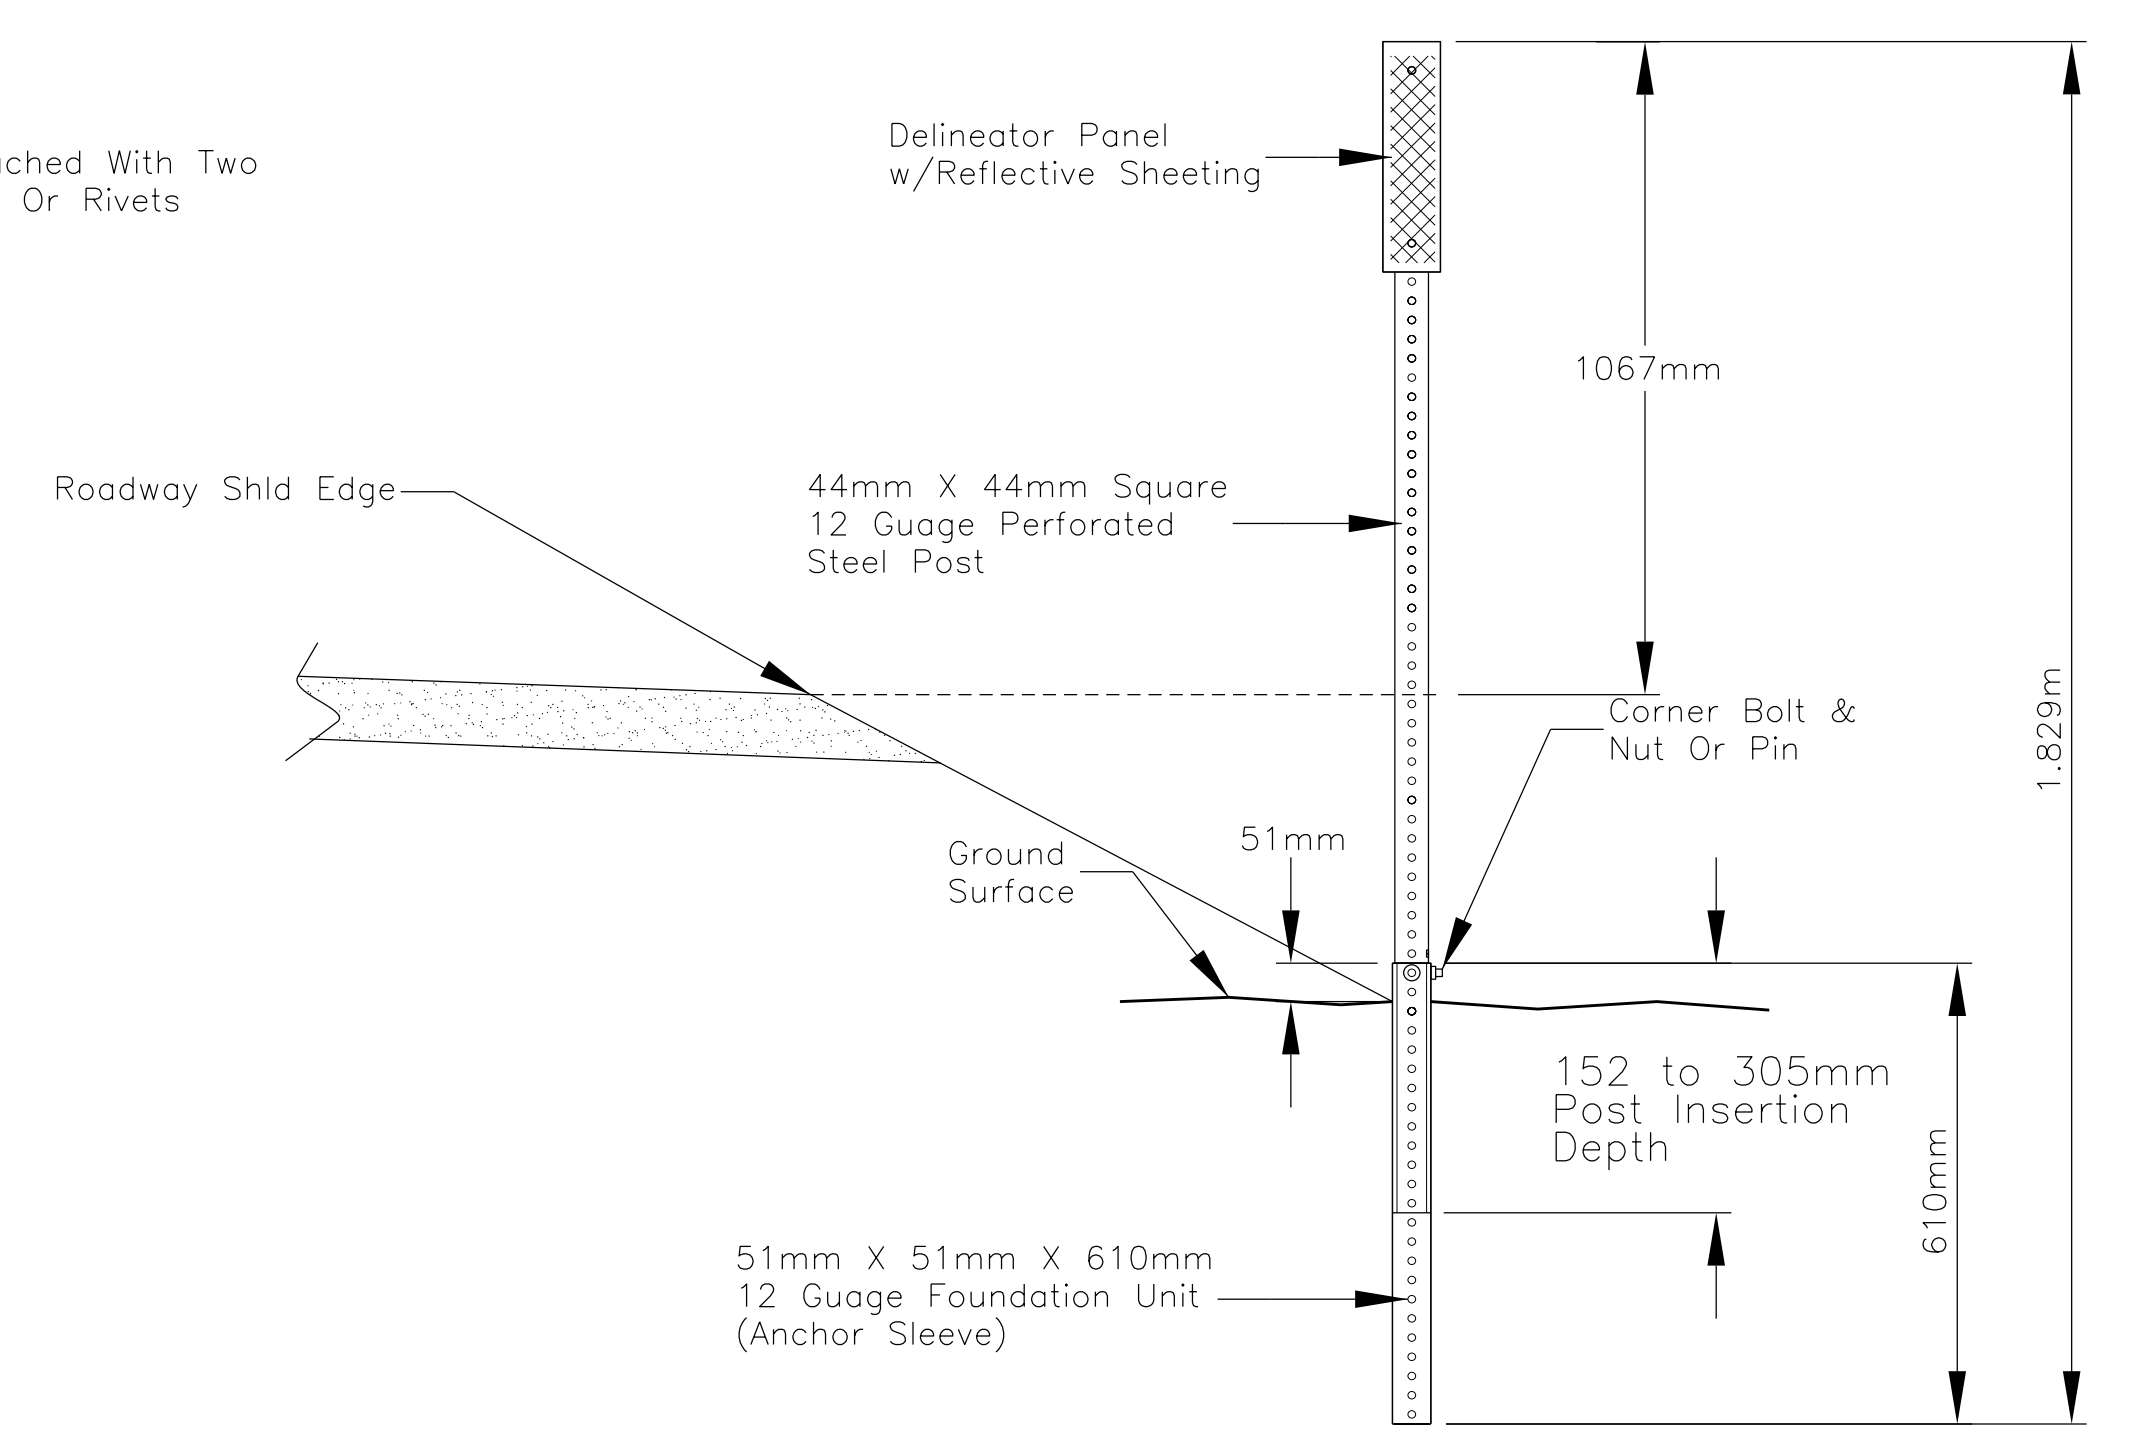 With Two
Or Rivets
Delineator Panel
w/Reflective Sheeting
1067mm
Roadway Shld Edge
44mm X 44mm Square
12 Guage Perforated
Steel Post
1.829m
Corner Bolt &
Nut Or Pin
51mm
Ground
Surface
152 to 305mm
Post Insertion
Depth
610mm
51mm X 51mm X 610mm
12 Guage Foundation Unit
(Anchor Sleeve)